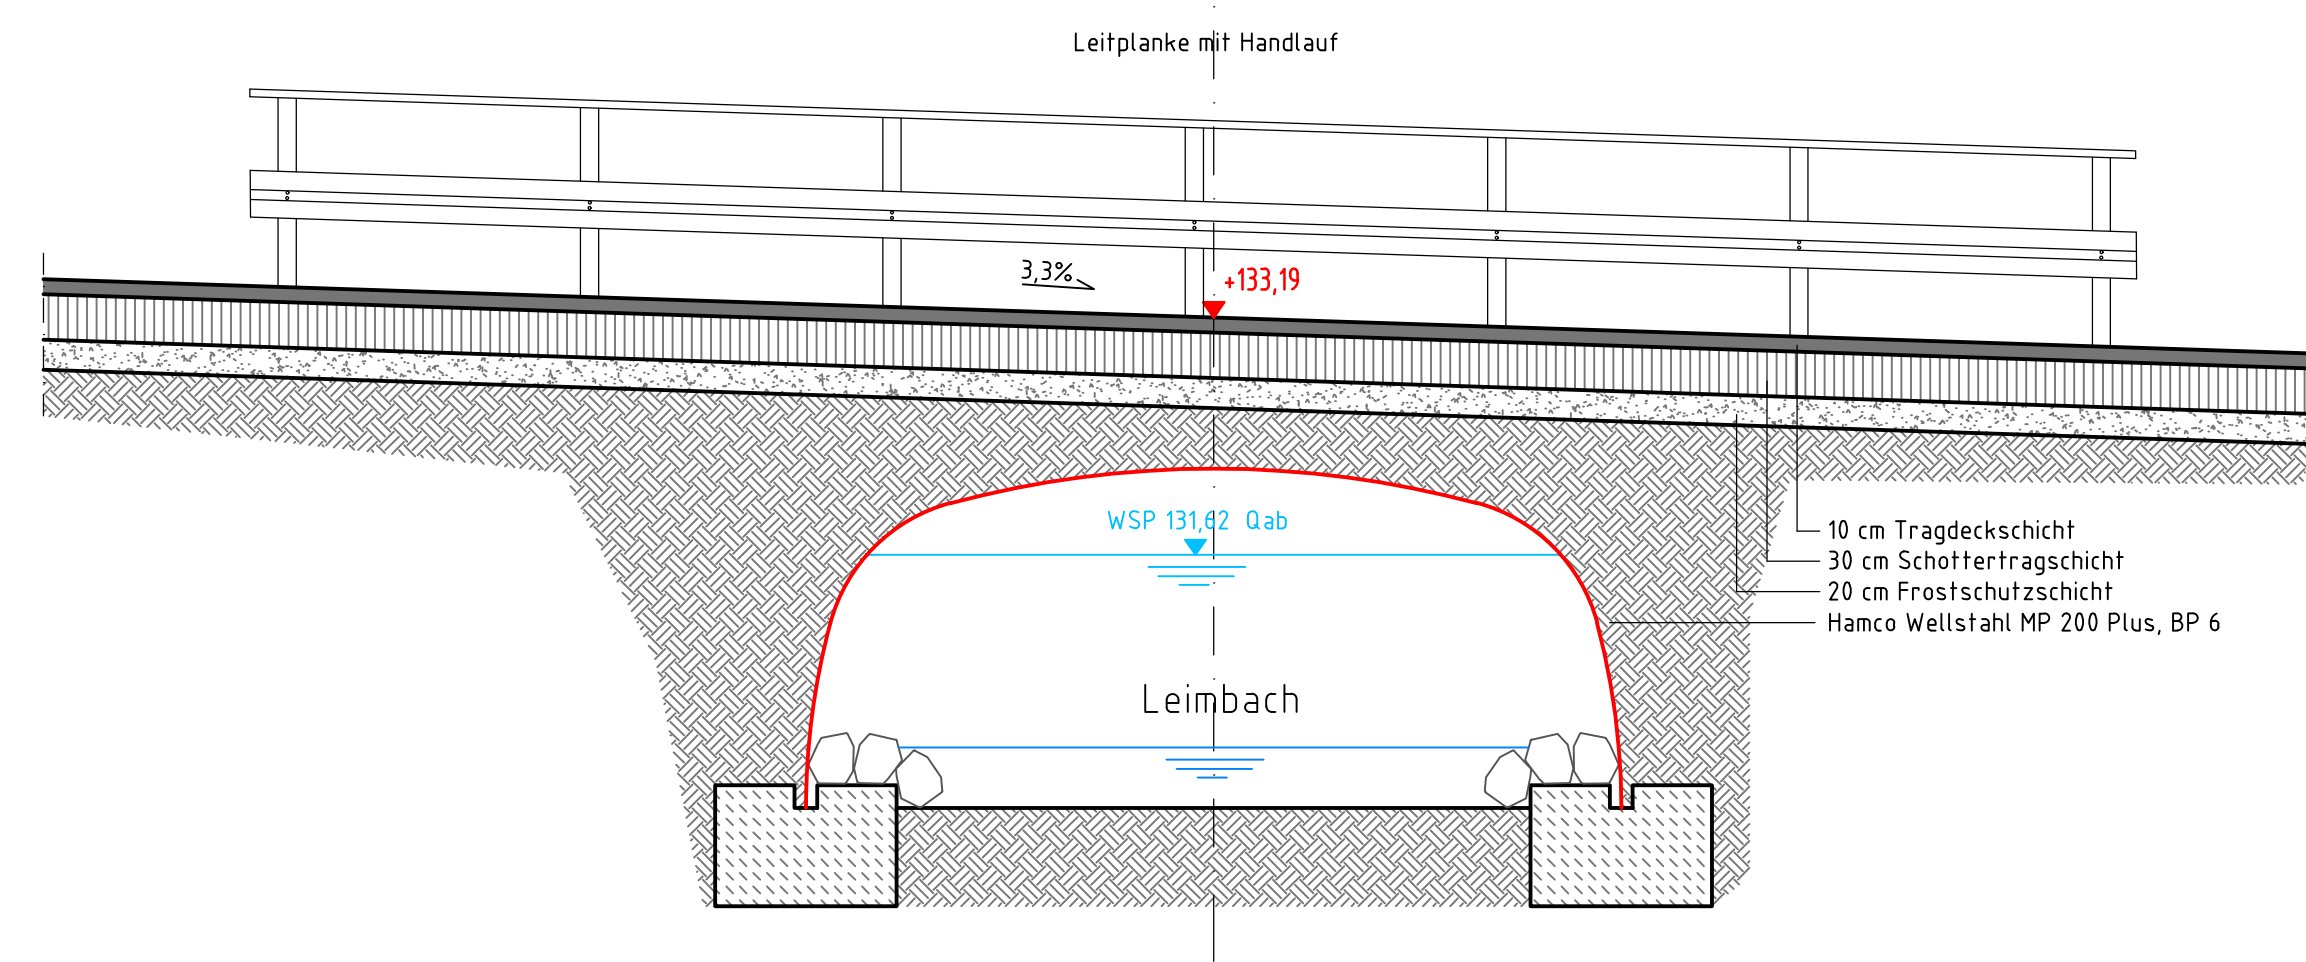 Leitplanke mit Handlauf
3,3%
+133,19
WSP 131,62 Qab
10 cm Tragdeckschicht
30 cm Schottertragschicht
20 cm Frostschutzschicht
Hamco Wellstahl MP 200 Plus, BP 6
Leimbach